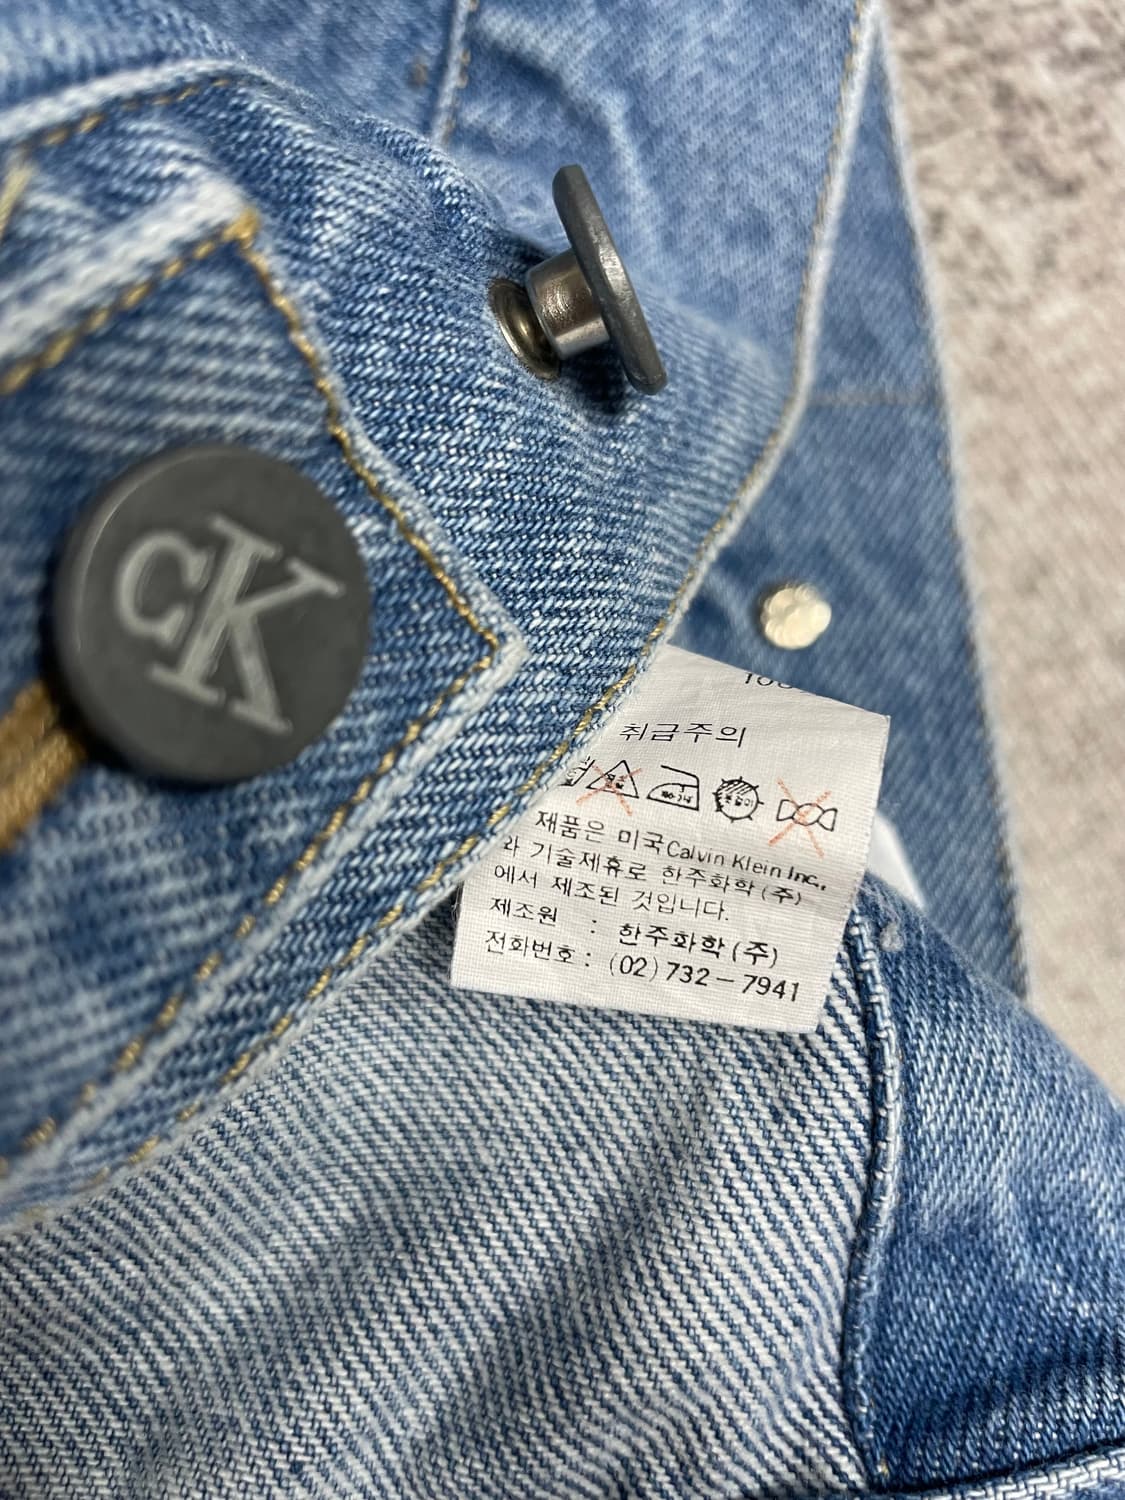 CK
취급주의
제품은 미국 Calvin Klein Inc.,
와 기술제휴로 한주화학 (주)
에서 제조된 것입니다.
제조원 : 한주화학 (주)
전화번호 : (02) 732-7941